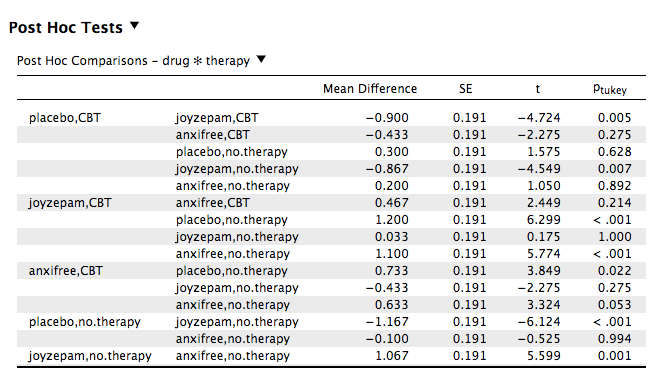 Post Hoc Tests ▼
Post Hoc Comparisons – drug ✻ therapy ▼
Mean Difference SE t ptukey
placebo,CBT joyzepam,CBT −0.900 0.191 −4.724 0.005
anxifree,CBT −0.433 0.191 −2.275 0.275
placebo,no.therapy 0.300 0.191 1.575 0.628
joyzepam,no.therapy −0.867 0.191 −4.549 0.007
anxifree,no.therapy 0.200 0.191 1.050 0.892
joyzepam,CBT anxifree,CBT 0.467 0.191 2.449 0.214
placebo,no.therapy 1.200 0.191 6.299 < .001
joyzepam,no.therapy 0.033 0.191 0.175 1.000
anxifree,no.therapy 1.100 0.191 5.774 < .001
anxifree,CBT placebo,no.therapy 0.733 0.191 3.849 0.022
joyzepam,no.therapy −0.433 0.191 −2.275 0.275
anxifree,no.therapy 0.633 0.191 3.324 0.053
placebo,no.therapy joyzepam,no.therapy −1.167 0.191 −6.124 < .001
anxifree,no.therapy −0.100 0.191 −0.525 0.994
joyzepam,no.therapy anxifree,no.therapy 1.067 0.191 5.599 0.001